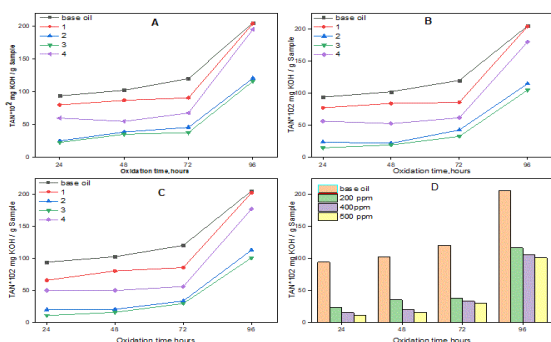 A
base oil
1
2
3
4
200
150
100
50
0
TAN*10² mg KOH / g Sample
24
48
72
96
Oxidation time, hours
B
base oil
1
2
3
4
200
150
100
50
0
TAN*102 mg KOH / g Sample
24
48
72
96
Oxidation time,hours
C
base oil
1
2
3
4
200
150
100
50
0
TAN*102 mg KOH / g Sample
24
48
72
96
Oxidation time,hours
D
base oil
200 ppm
400ppm
500 ppm
200
150
100
50
0
TAN*102 mg KOH / g Sample
24
48
72
96
Oxidation time, hours